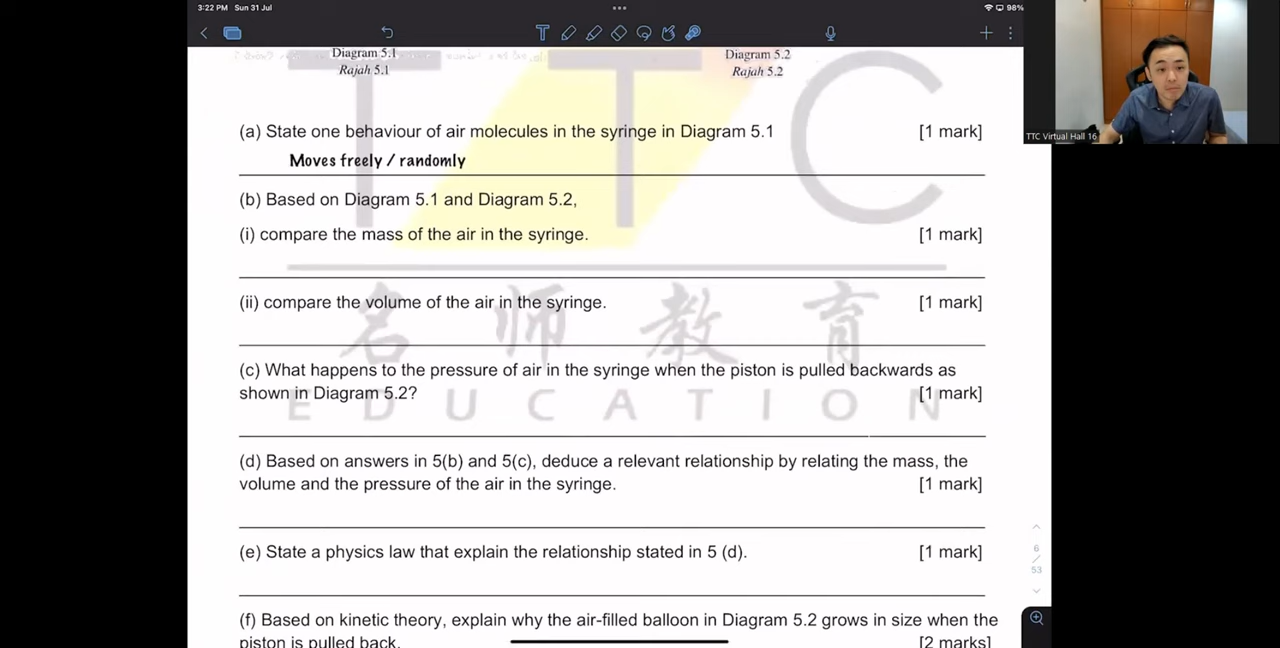 3:22 PM Sun 31 Jul
98%
Diagram 5.1
Rajah 5.1
Diagram 5.2
Rajah 5.2
TTC Virtual Hall 16
TTC
(a) State one behaviour of air molecules in the syringe in Diagram 5.1 [1 mark]
Moves freely / randomly
(b) Based on Diagram 5.1 and Diagram 5.2,
(i) compare the mass of the air in the syringe. [1 mark]
(ii) compare the volume of the air in the syringe. [1 mark]
名师教育
(c) What happens to the pressure of air in the syringe when the piston is pulled backwards as
shown in Diagram 5.2? [1 mark]
EDUCATION
(d) Based on answers in 5(b) and 5(c), deduce a relevant relationship by relating the mass, the
volume and the pressure of the air in the syringe. [1 mark]
(e) State a physics law that explain the relationship stated in 5 (d). [1 mark]
6
/
53
(f) Based on kinetic theory, explain why the air-filled balloon in Diagram 5.2 grows in size when the
piston is pulled back. [2 marks]